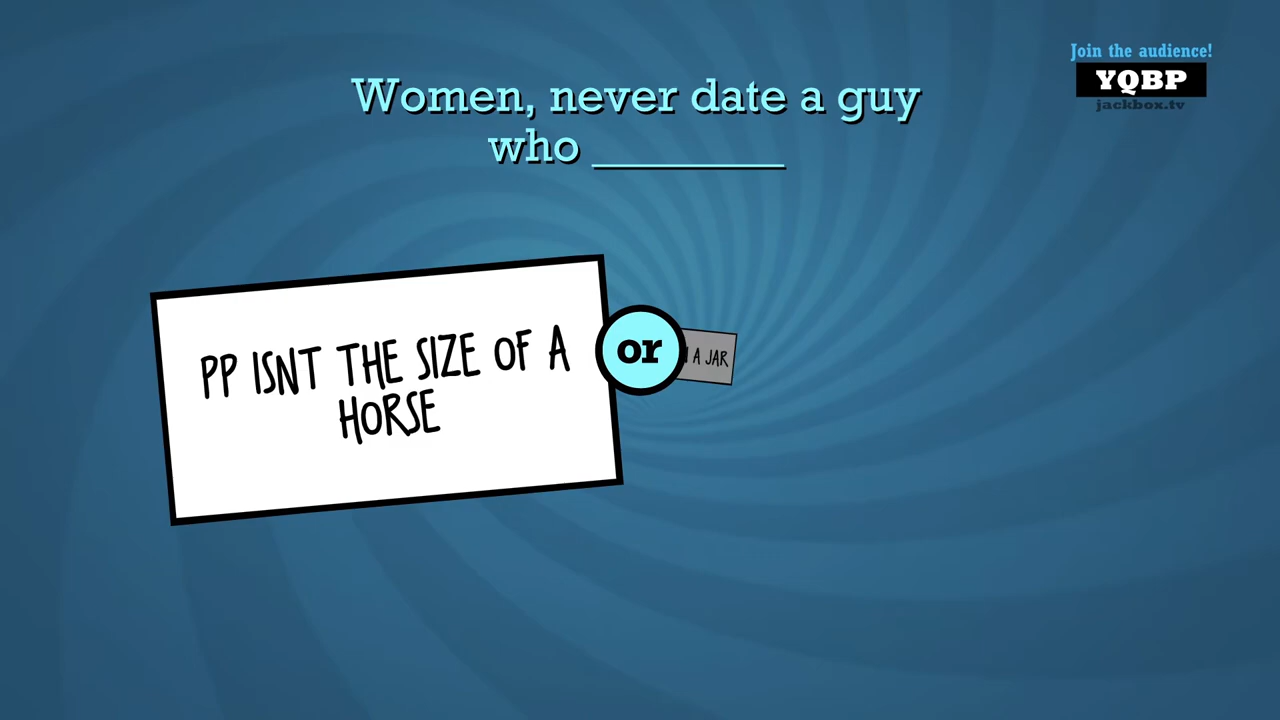 Join the audience!
YQBP
jackbox.tv
Women, never date a guy
who ________
PP ISNT THE SIZE OF A
HORSE
or
A JAR